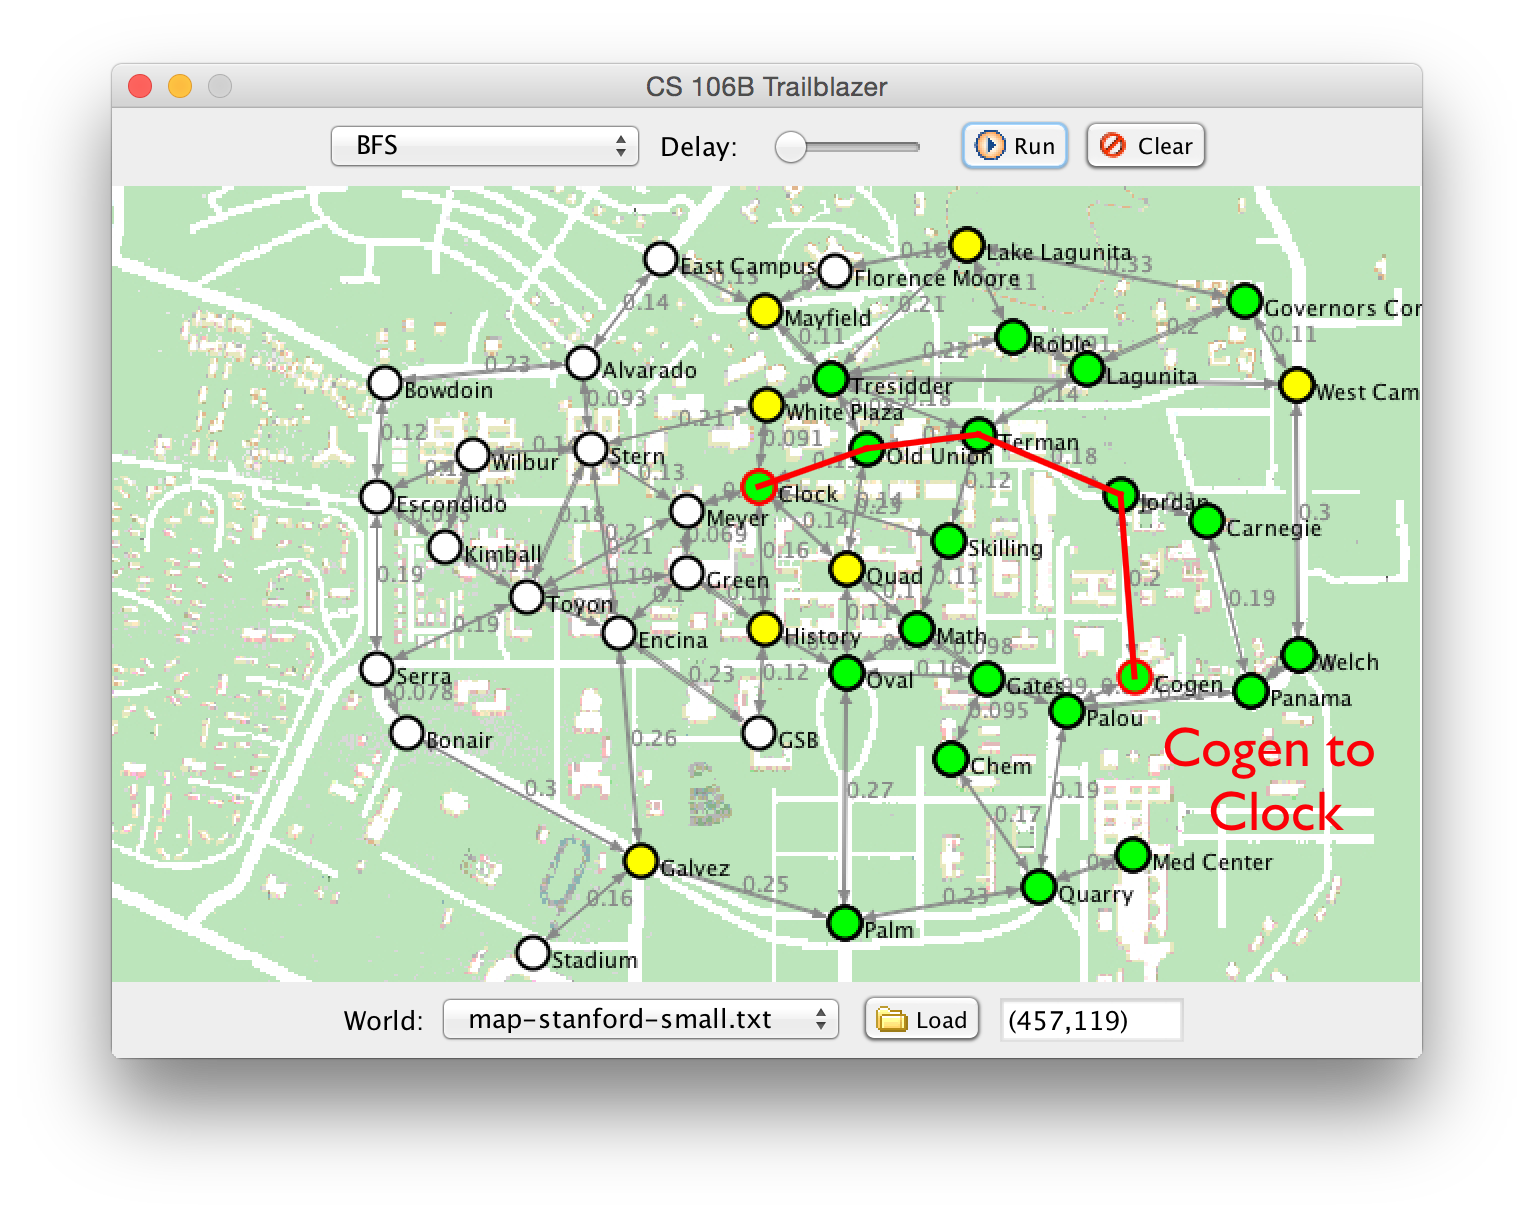 CS 106B Trailblazer
BFS
Delay:
Run
Clear
Lake Lagunita
0.16
East Campus
0.15
Florence Moore
0.33
0.11
0.14
0.21
Governors Cor
Mayfield
0.2
0.11
0.11
Roble
0.22
Alvarado
0.23
Lagunita
Bowdoin
Tresidder
0.18
West Cam
0.093
0.14
White Plaza
0.21
0.12
0.091
Terman
Stern
Old Union
0.18
Wilbur
0.13
0.12
Clock
Jordan
Escondido
0.14
0.3
0.18
Meyer
0.14
Carnegie
0.2
0.069
Skilling
Kimball
0.21
0.16
0.19
0.19
Quad
0.11
0.2
Green
0.1
0.11
Toyon
0.19
0.11
0.19
Encina
History
Math
0.098
Welch
0.23
0.12
0.16
Serra
Oval
Gates
Cogen
0.078
0.095
Palou
Panama
Bonair
0.26
GSB
Cogen to
Clock
Chem
0.3
0.27
0.19
0.17
Galvez
0.25
Med Center
0.16
0.23
Quarry
Palm
Stadium
World:
map-stanford-small.txt
Load
(457,119)